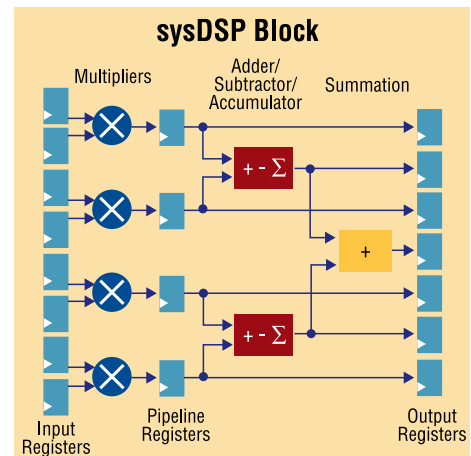 sysDSP Block
Multipliers
Adder/
Subtractor/
Accumulator
Summation
+ - Σ
+
+ - Σ
Input
Registers
Pipeline
Registers
Output
Registers